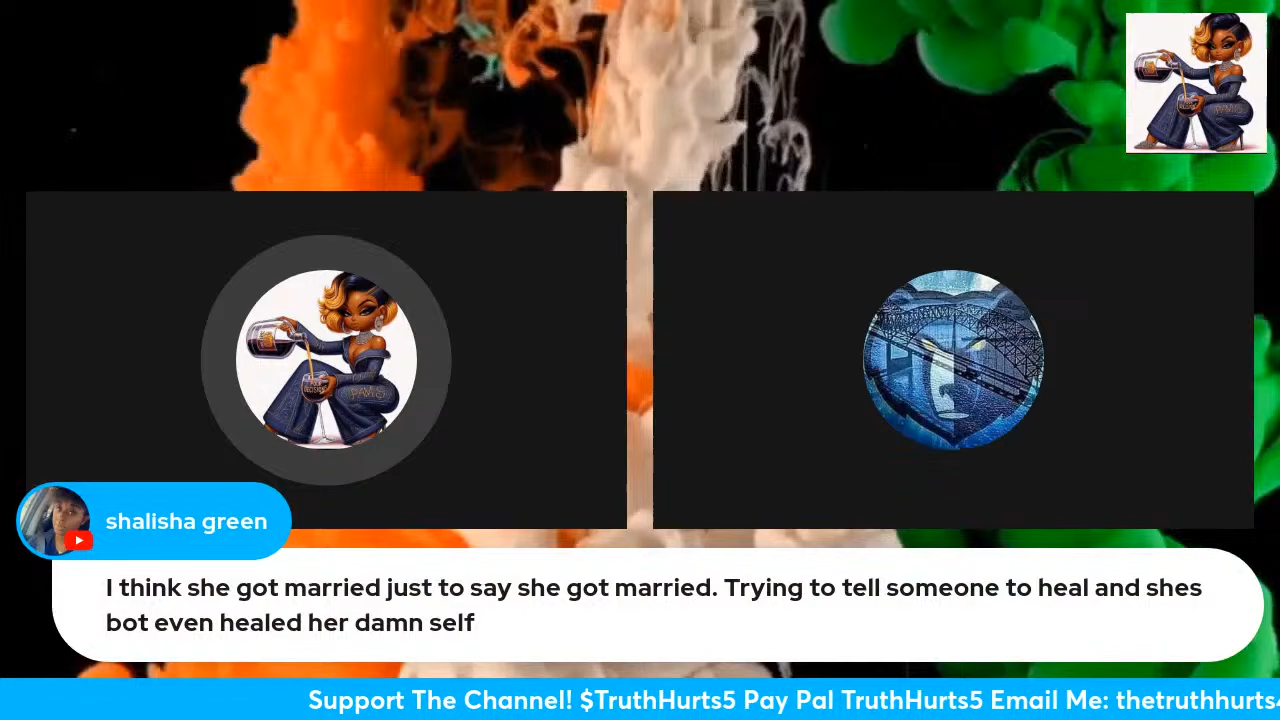 shalisha green
I think she got married just to say she got married. Trying to tell someone to heal and shes
bot even healed her damn self
Support The Channel! $TruthHurts5 Pay Pal TruthHurts5 Email Me: thetruthhurts